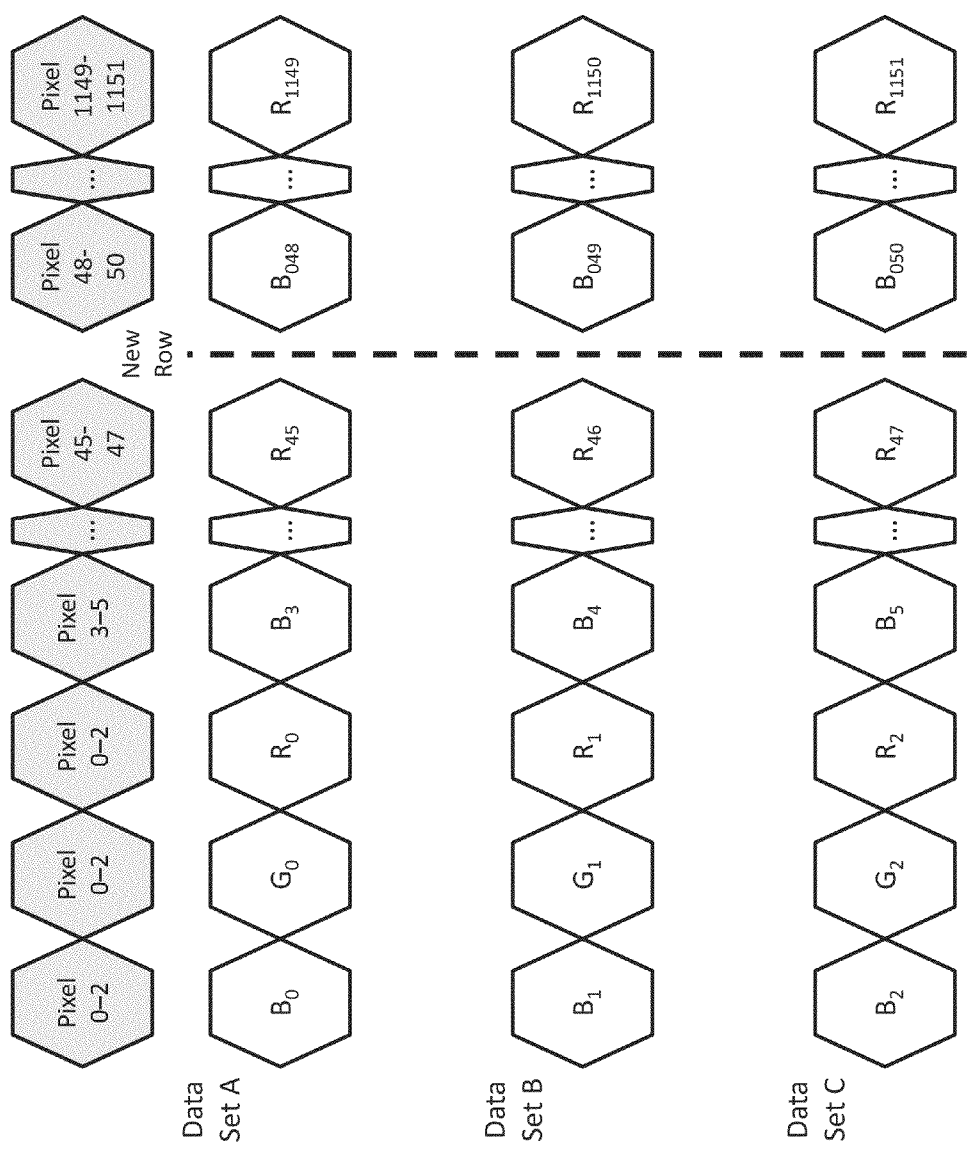 Pixel
0–2
Pixel
0–2
Pixel
0–2
Pixel
3–5
...
Pixel
45-
47
New
Row
Pixel
48-
50
...
Pixel
1149-
1151
Data
Set A
B0
G0
R0
B3
...
R45
B048
...
R1149
Data
Set B
B1
G1
R1
B4
...
R46
B049
...
R1150
Data
Set C
B2
G2
R2
B5
...
R47
B050
...
R1151